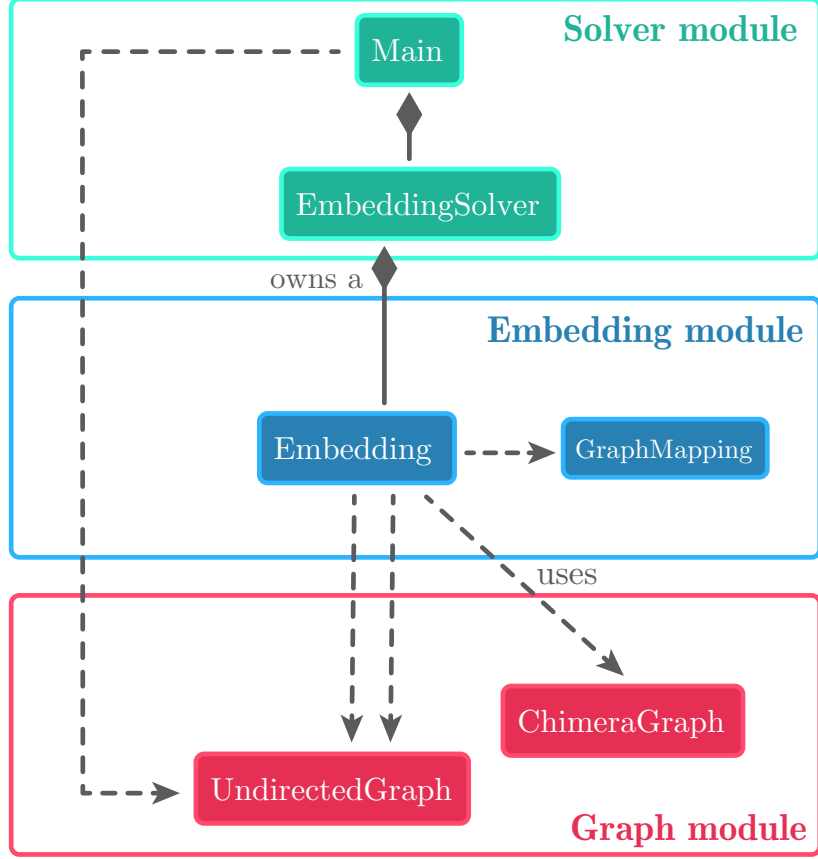 Solver module
Main
EmbeddingSolver
owns a
Embedding module
Embedding
GraphMapping
uses
ChimeraGraph
UndirectedGraph
Graph module